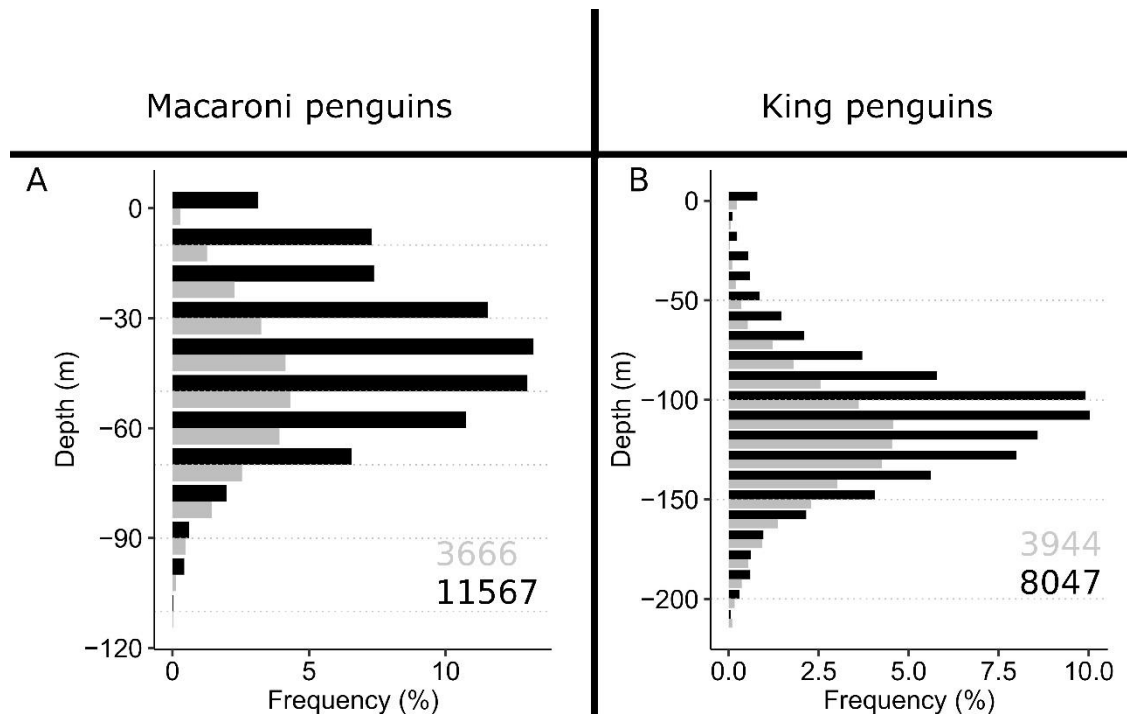 Macaroni penguins
King penguins
A
0
−30
−60
−90
−120
Depth (m)
3666
11567
0
5
10
Frequency (%)
B
0
−50
−100
−150
−200
Depth (m)
3944
8047
0.0
2.5
5.0
7.5
10.0
Frequency (%)